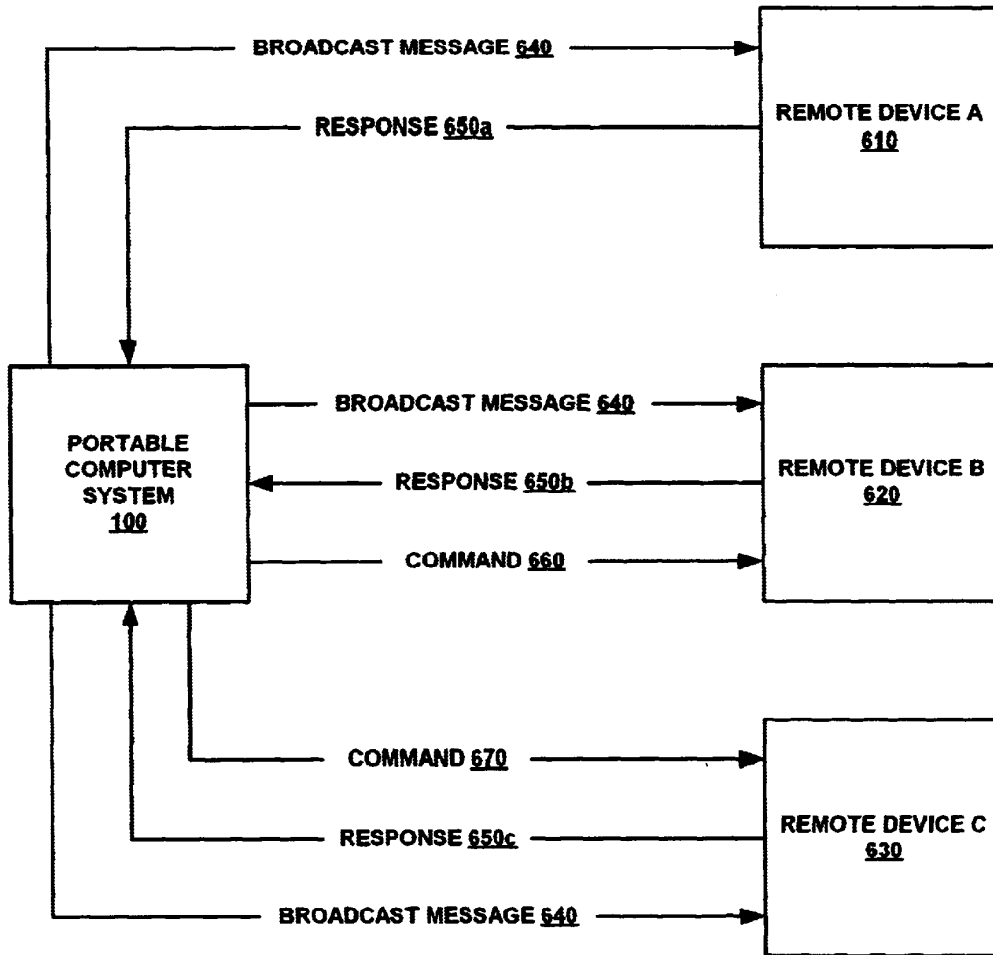 BROADCAST MESSAGE 640
RESPONSE 650a
REMOTE DEVICE A
610
PORTABLE
COMPUTER
SYSTEM
100
BROADCAST MESSAGE 640
RESPONSE 650b
COMMAND 660
REMOTE DEVICE B
620
COMMAND 670
RESPONSE 650c
BROADCAST MESSAGE 640
REMOTE DEVICE C
630